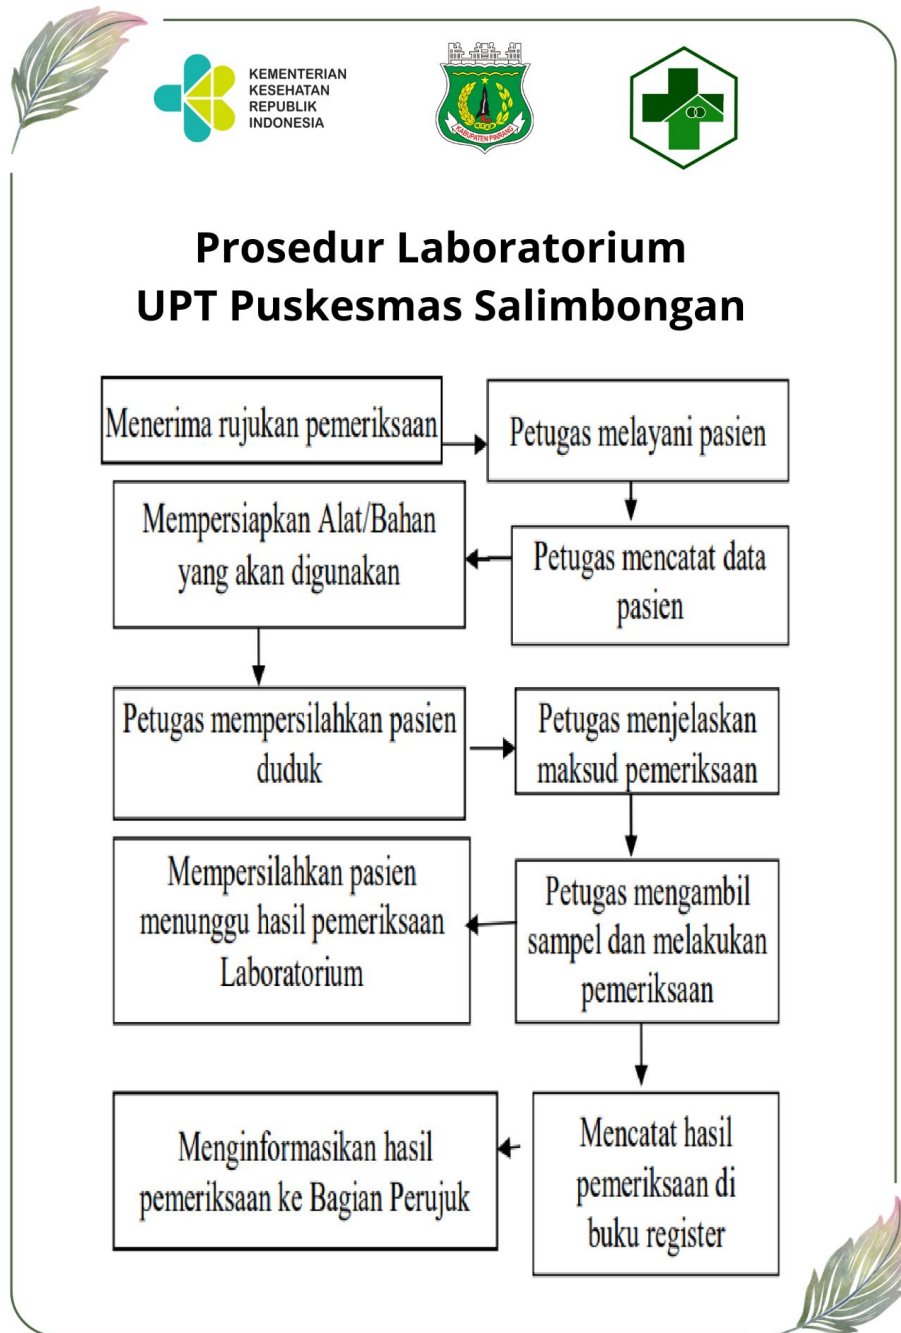 KEMENTERIAN
KESEHATAN
REPUBLIK
INDONESIA
KABUPATEN PINRANG
Prosedur Laboratorium
UPT Puskesmas Salimbongan
Menerima rujukan pemeriksaan
Petugas melayani pasien
Petugas mencatat data
pasien
Mempersiapkan Alat/Bahan
yang akan digunakan
Petugas mempersilahkan pasien
duduk
Petugas menjelaskan
maksud pemeriksaan
Petugas mengambil
sampel dan melakukan
pemeriksaan
Mempersilahkan pasien
menunggu hasil pemeriksaan
Laboratorium
Mencatat hasil
pemeriksaan di
buku register
Menginformasikan hasil
pemeriksaan ke Bagian Perujuk